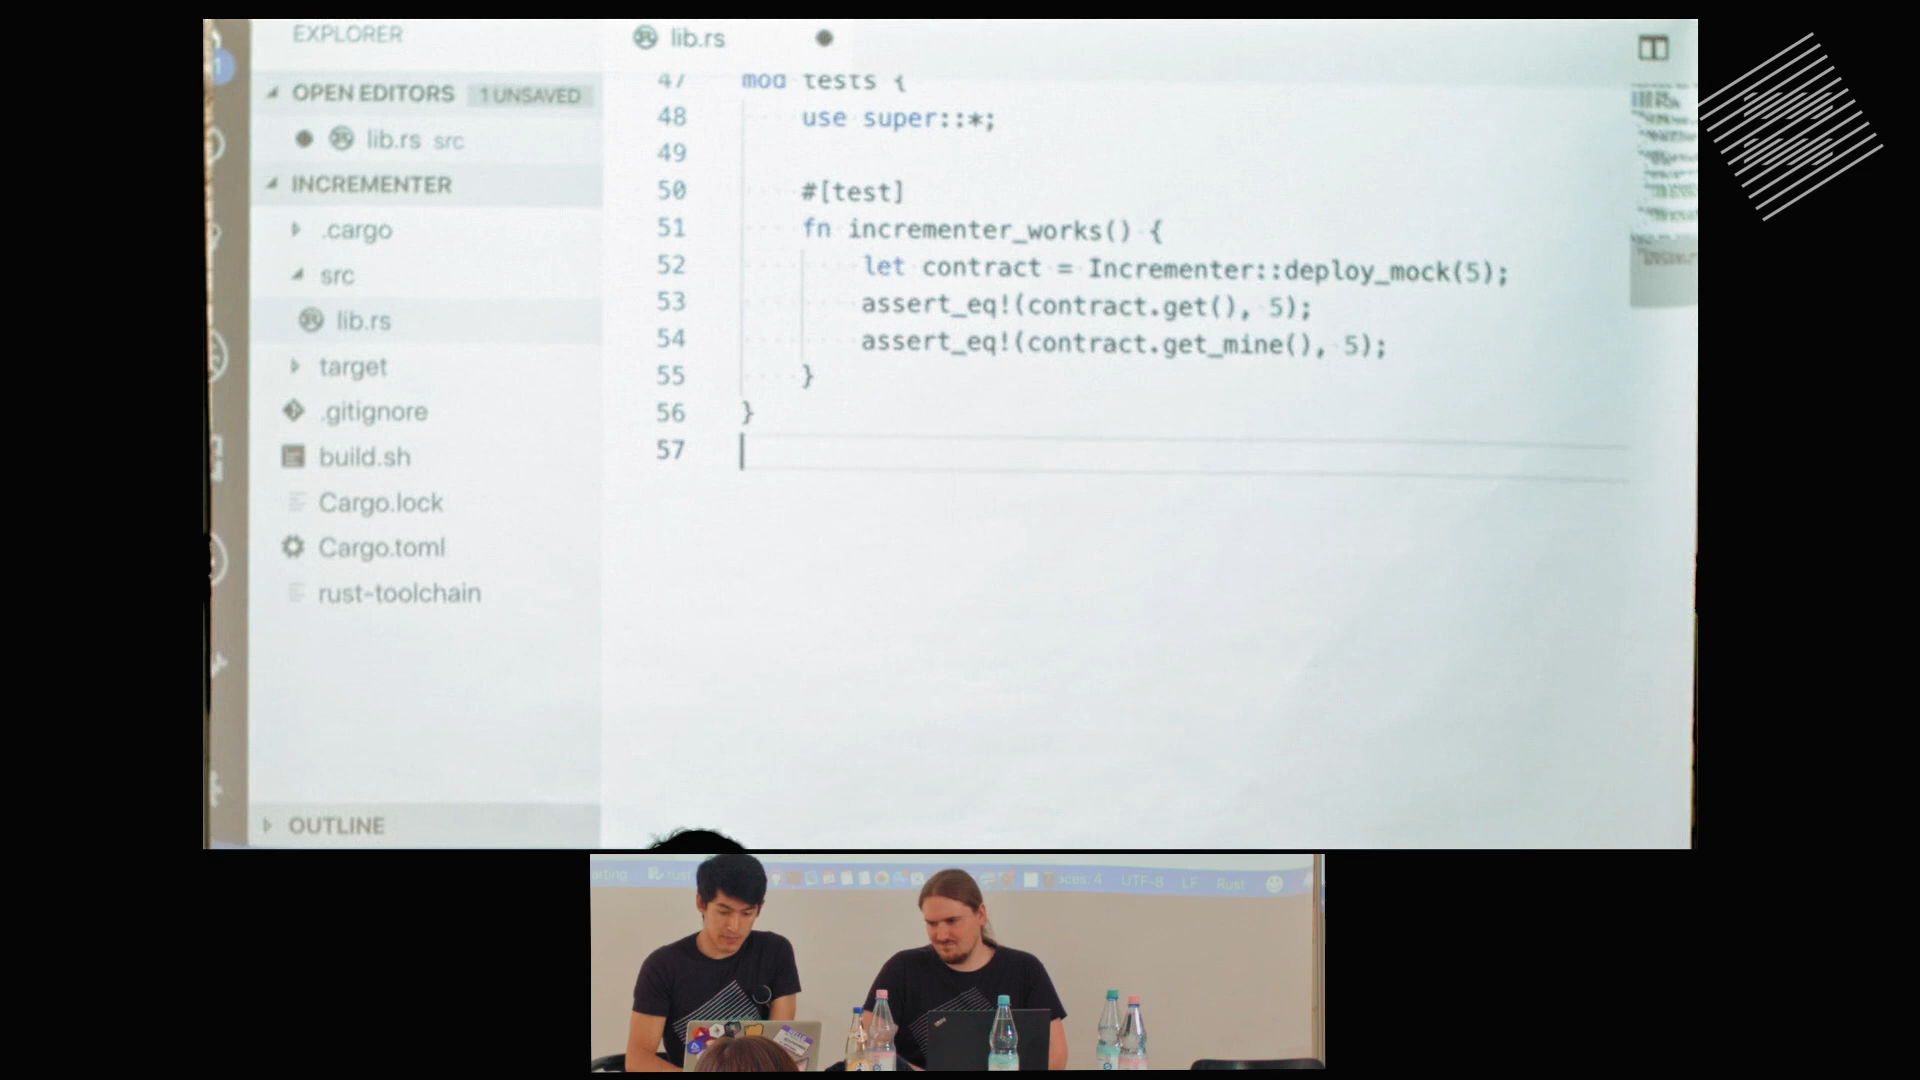 EXPLORER
OPEN EDITORS 1 UNSAVED
lib.rs src
INCREMENTER
.cargo
src
lib.rs
target
.gitignore
build.sh
Cargo.lock
Cargo.toml
rust-toolchain
OUTLINE
lib.rs
47 mod tests {
48 use super::*;
49
50 #[test]
51 fn incrementer_works() {
52 let contract = Incrementer::deploy_mock(5);
53 assert_eq!(contract.get(), 5);
54 assert_eq!(contract.get_mine(), 5);
55 }
56 }
57
UTF-8 LF Rust